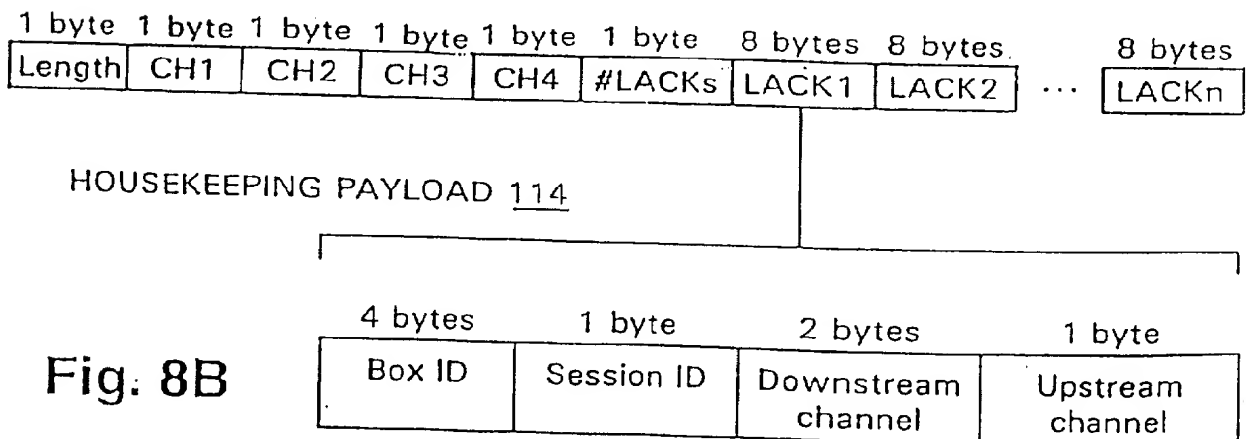 1 byte 1 byte 1 byte 1 byte 1 byte 1 byte 8 bytes 8 bytes 8 bytes
Length CH1 CH2 CH3 CH4 #LACKs LACK1 LACK2 ... LACKn
HOUSEKEEPING PAYLOAD 114
4 bytes 1 byte 2 bytes 1 byte
Box ID Session ID Downstream channel Upstream channel
Fig. 8B